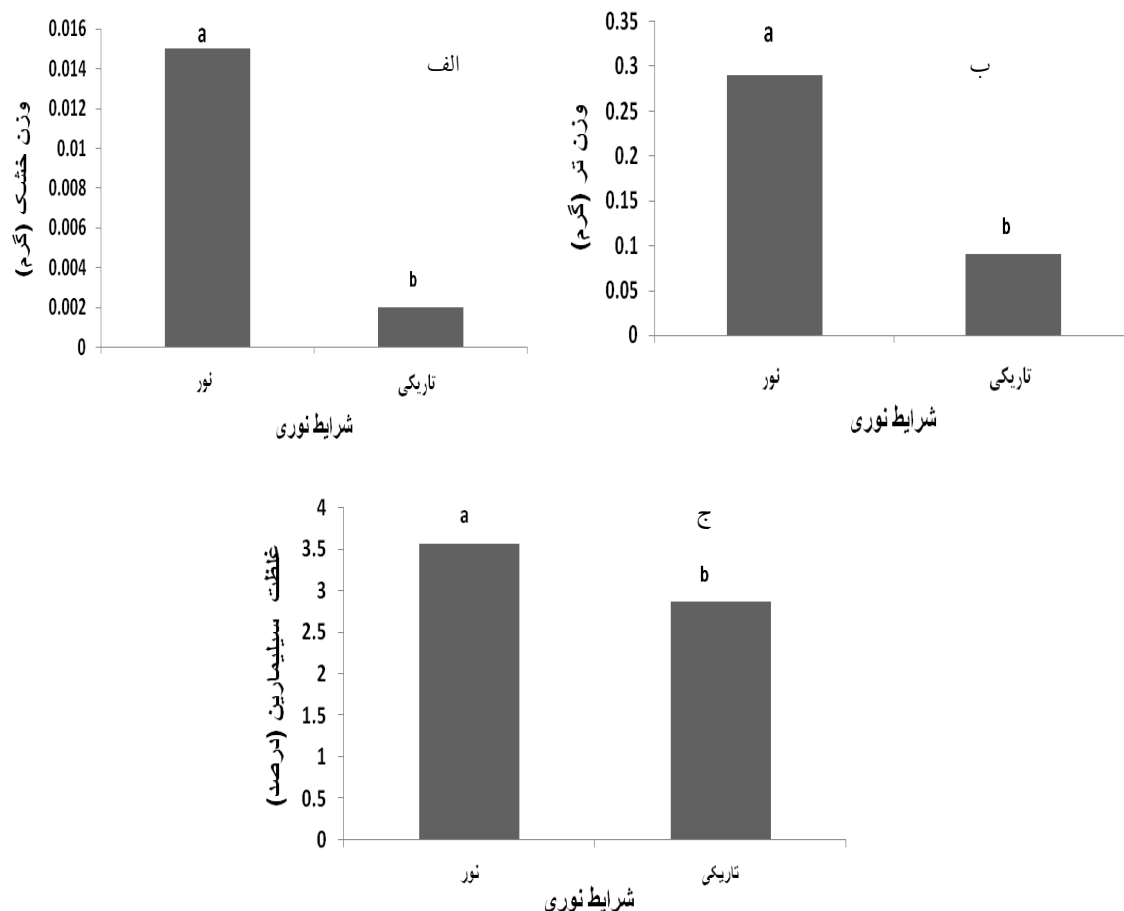 0.016
0.014
0.012
0.01
0.008
0.006
0.004
0.002
0
وزن خشک (گرم)
a
b
الف
نور
تاریکی
شرایط نوری
0.35
0.3
0.25
0.2
0.15
0.1
0.05
0
وزن تر (گرم)
a
b
ب
نور
تاریکی
شرایط نوری
4
3.5
3
2.5
2
1.5
1
0.5
0
غلظت سیلیمارین (درصد)
a
b
ج
نور
تاریکی
شرایط نوری